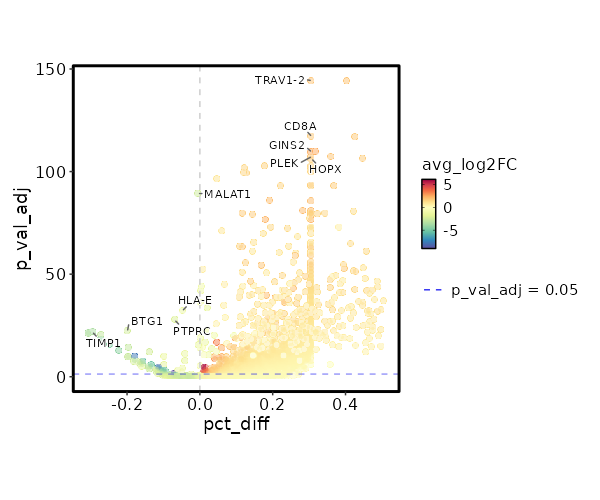 150
100
50
0
p_val_adj
TRAV1-2
CD8A
GINS2
PLEK
HOPX
MALAT1
HLA-E
BTG1
PTPRC
TIMP1
-0.2
0.0
0.2
0.4
pct_diff
avg_log2FC
5
0
-5
p_val_adj = 0.05